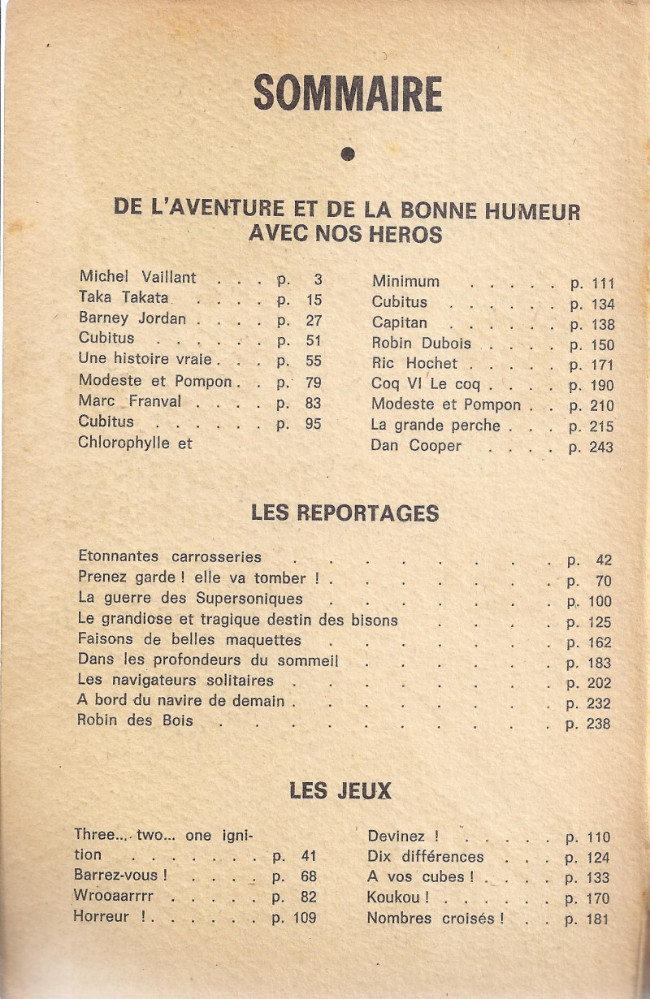 SOMMAIRE
•
DE L'AVENTURE ET DE LA BONNE HUMEUR
AVEC NOS HEROS
Michel Vaillant . . . p. 3
Taka Takata . . . . p. 15
Barney Jordan . . . . p. 27
Cubitus . . . . . . p. 51
Une histoire vraie . . . p. 55
Modeste et Pompon . . p. 79
Marc Franval . . . . p. 83
Cubitus . . . . . . p. 95
Chlorophylle et
Minimum . . . . . p. 111
Cubitus . . . . . . p. 134
Capitan . . . . . . p. 138
Robin Dubois . . . . p. 150
Ric Hochet . . . . . p. 171
Coq VI Le coq . . . . p. 190
Modeste et Pompon . . p. 210
La grande perche . . . p. 215
Dan Cooper . . . . p. 243
LES REPORTAGES
Etonnantes carrosseries . . . . . . . p. 42
Prenez garde ! elle va tomber ! . . . . . . p. 70
La guerre des Supersoniques . . . . . . p. 100
Le grandiose et tragique destin des bisons . . . . p. 125
Faisons de belles maquettes . . . . . . p. 162
Dans les profondeurs du sommeil . . . . . p. 183
Les navigateurs solitaires . . . . . . . p. 202
A bord du navire de demain . . . . . . . p. 232
Robin des Bois . . . . . . . . . p. 238
LES JEUX
Three... two... one igni-
tion . . . . . . . p. 41
Barrez-vous ! . . . . p. 68
Wrooaarrrr . . . . . p. 82
Horreur ! . . . . . p. 109
Devinez ! . . . . . p. 110
Dix différences . . . p. 124
A vos cubes ! . . . . p. 133
Koukou ! . . . . . . p. 170
Nombres croisés ! . . p. 181